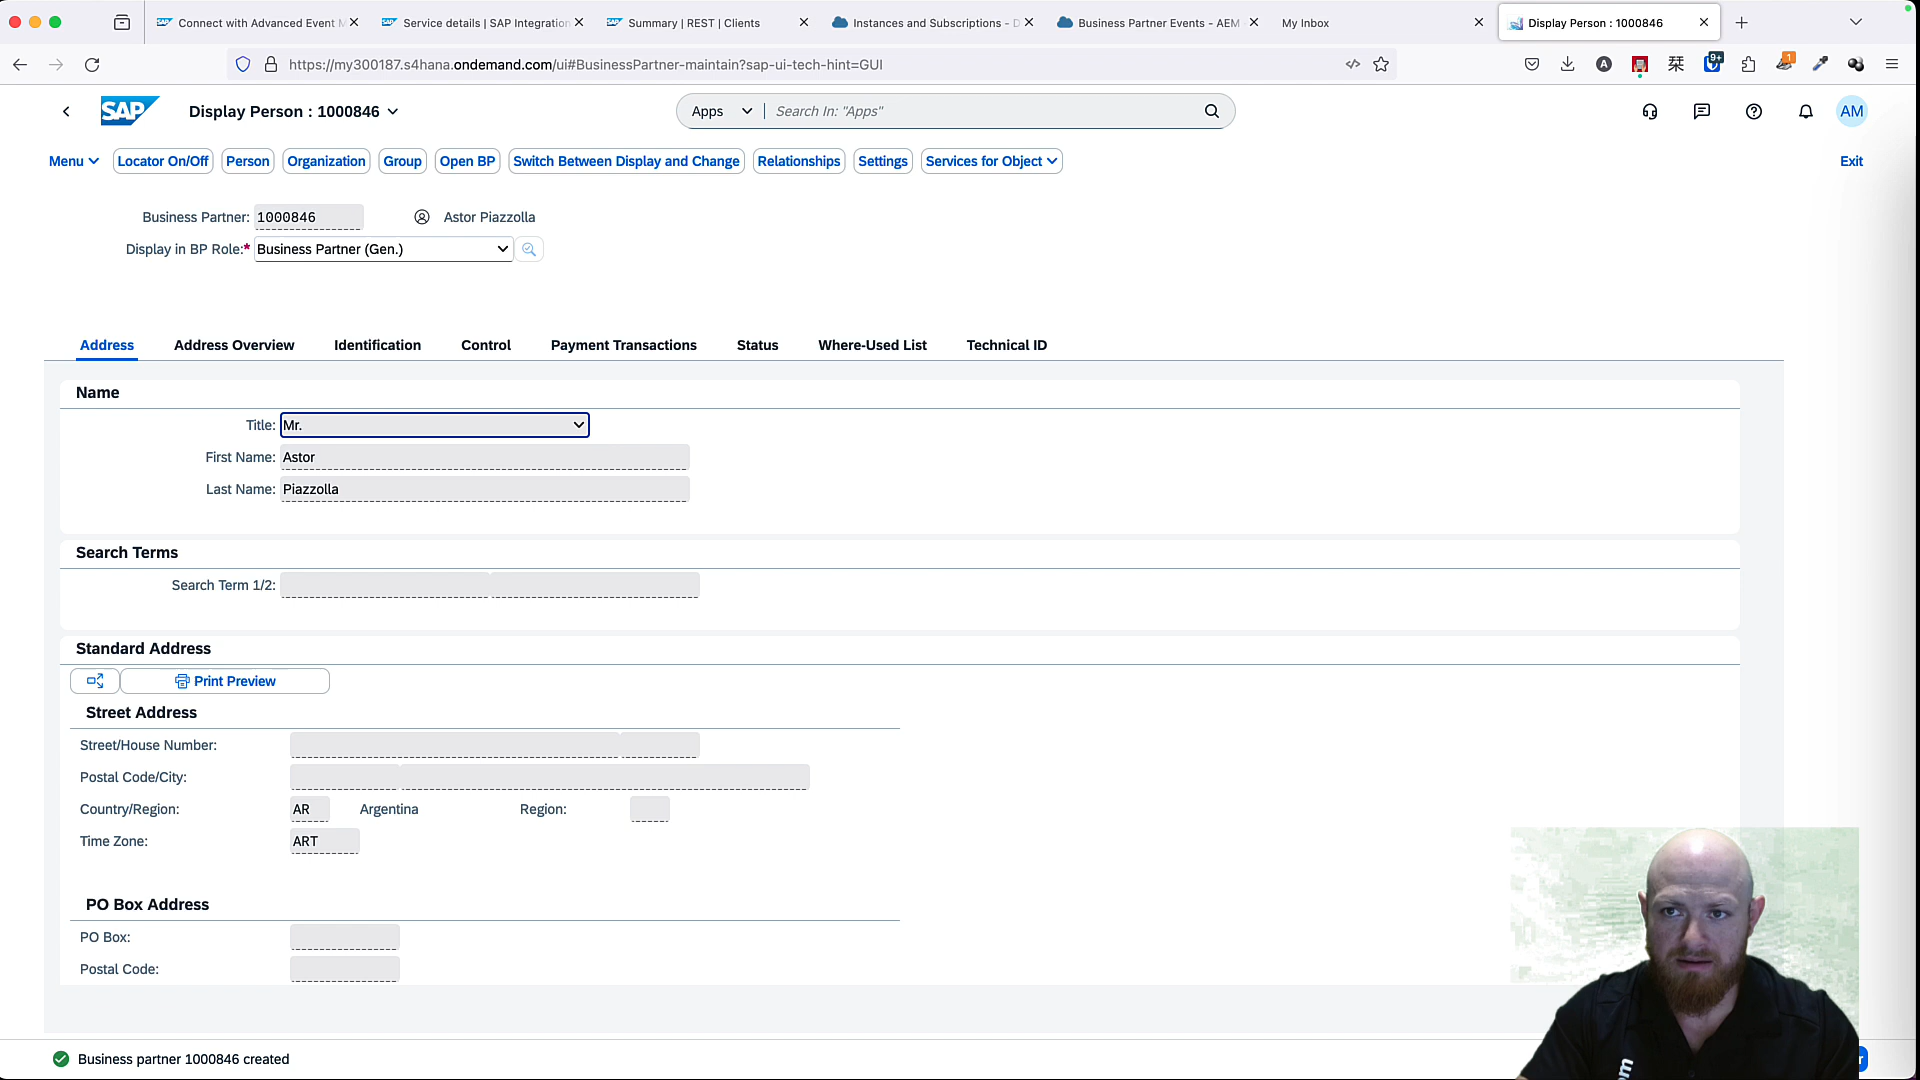 Connect with Advanced Event M
Service details | SAP Integration
Summary | REST | Clients
Instances and Subscriptions - D
Business Partner Events - AEM
My Inbox
Display Person : 1000846
https://my300187.s4hana.ondemand.com/ui#BusinessPartner-maintain?sap-ui-tech-hint=GUI
A
9+
1
SAP
Display Person : 1000846
Apps
Search In: "Apps"
AM
Menu
Locator On/Off
Person
Organization
Group
Open BP
Switch Between Display and Change
Relationships
Settings
Services for Object
Exit
Business Partner: 1000846
Astor Piazzolla
Display in BP Role:* Business Partner (Gen.)
Address
Address Overview
Identification
Control
Payment Transactions
Status
Where-Used List
Technical ID
Name
Title: Mr.
First Name: Astor
Last Name: Piazzolla
Search Terms
Search Term 1/2:
Standard Address
Print Preview
Street Address
Street/House Number:
Postal Code/City:
Country/Region: AR Argentina Region:
Time Zone: ART
PO Box Address
PO Box:
Postal Code:
Business partner 1000846 created